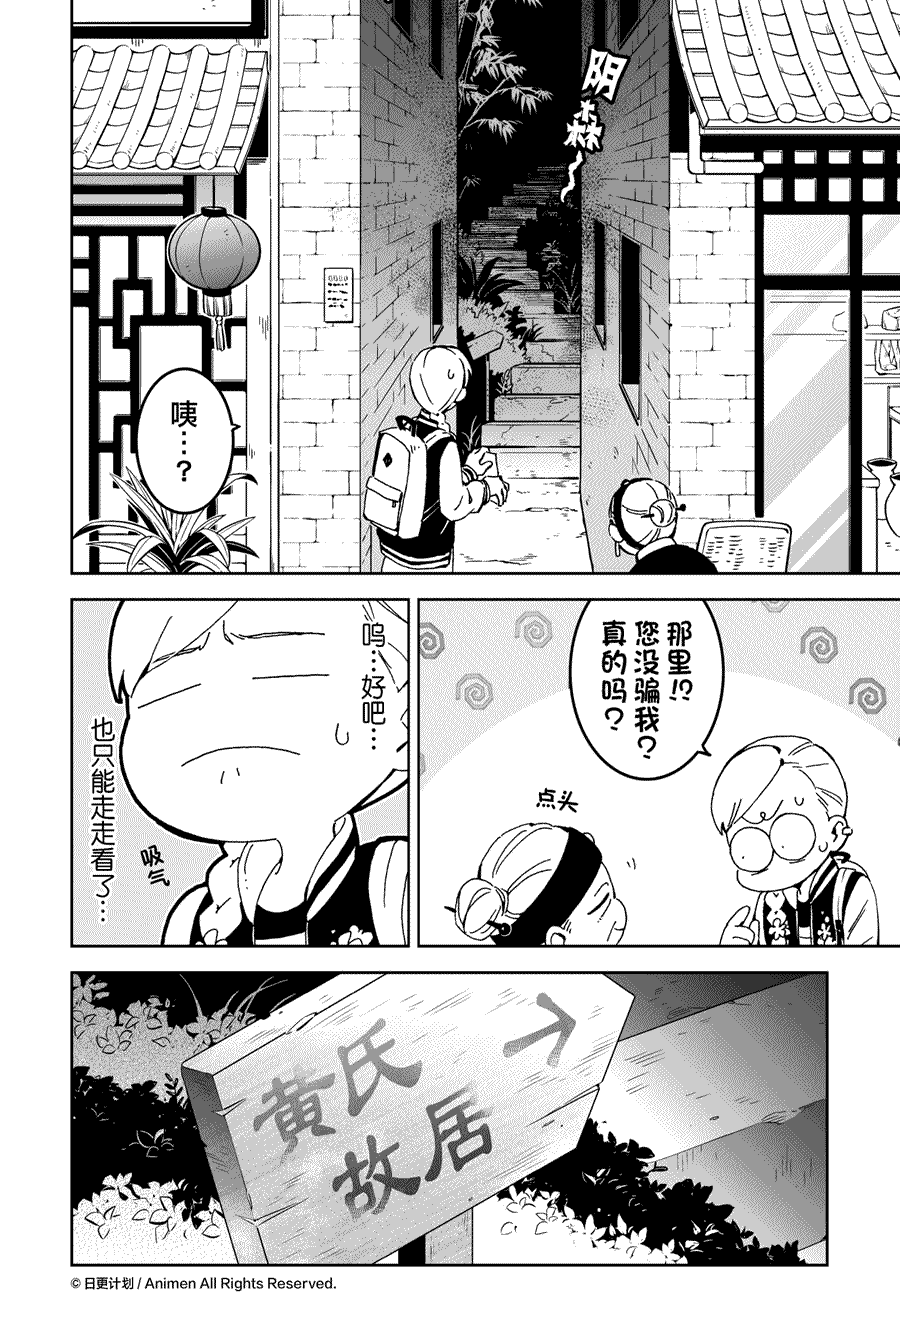 阴森~
咦…?
那里!?
您没骗我?
真的吗?
点头
呜…好吧…
也只能走走看了…
吸气
黄氏
故居
© 日更计划 / Animen All Rights Reserved.